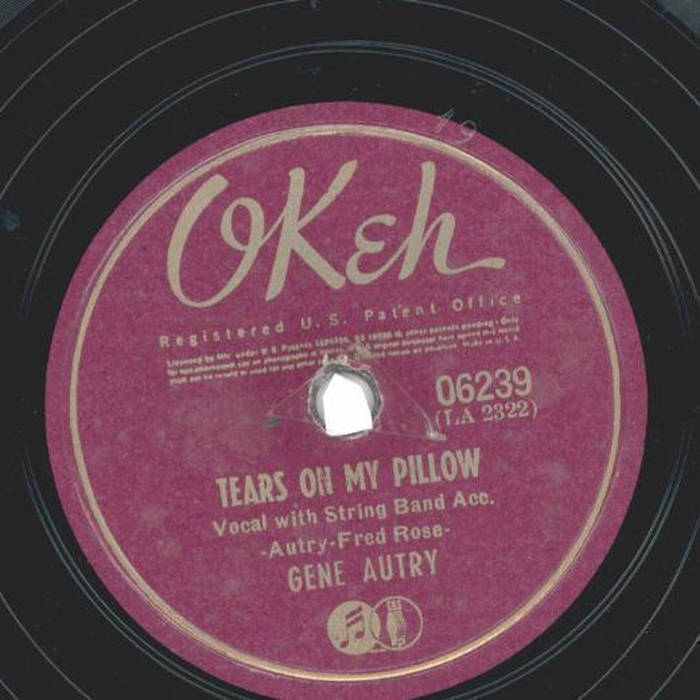 19
OKeh
Registered U.S. Patent Office
06239
(LA 2322)
TEARS ON MY PILLOW
Vocal with String Band Acc.
-Autry-Fred Rose-
GENE AUTRY